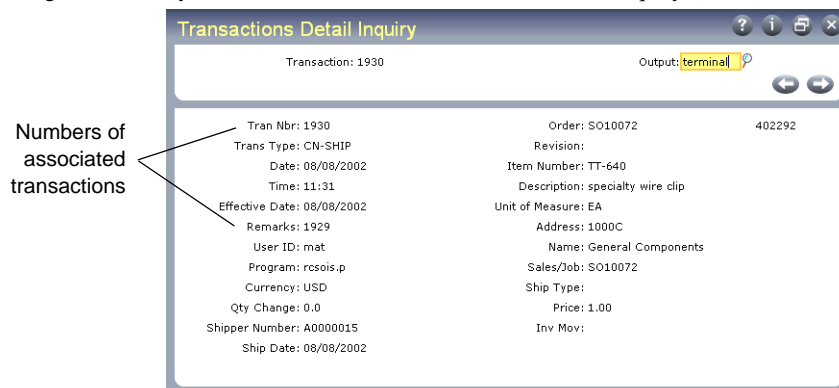 Transactions Detail Inquiry
Transaction: 1930
Output: terminal
Numbers of
associated
transactions
Tran Nbr: 1930
Trans Type: CN-SHIP
Date: 08/08/2002
Time: 11:31
Effective Date: 08/08/2002
Remarks: 1929
User ID: mat
Program: rcsois.p
Currency: USD
Qty Change: 0.0
Shipper Number: A0000015
Ship Date: 08/08/2002
Order: SO10072 402292
Revision:
Item Number: TT-640
Description: specialty wire clip
Unit of Measure: EA
Address: 1000C
Name: General Components
Sales/Job: SO10072
Ship Type:
Price: 1.00
Inv Mov: